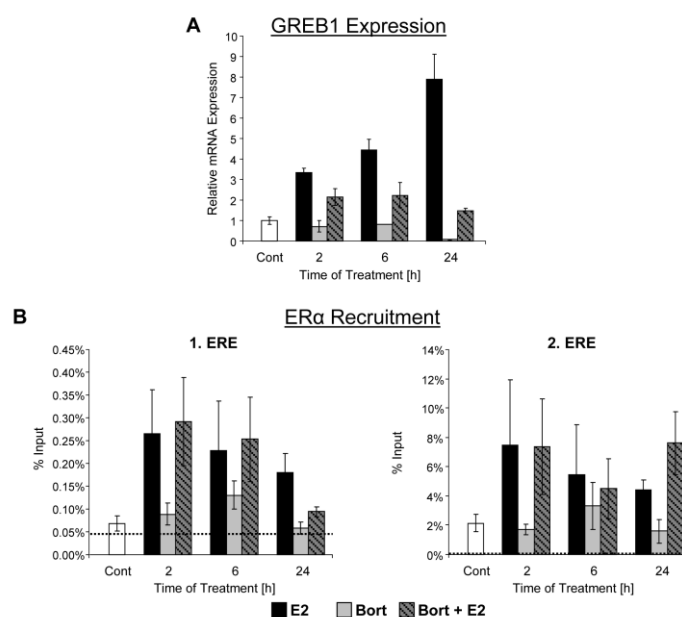 A GREB1 Expression
Relative mRNA Expression
10
9
8
7
6
5
4
3
2
1
0
Cont 2 6 24
Time of Treatment [h]
B ERα Recruitment
1. ERE
% Input
0.45%
0.40%
0.35%
0.30%
0.25%
0.20%
0.15%
0.10%
0.05%
0.00%
Cont 2 6 24
Time of Treatment [h]
2. ERE
% Input
14%
12%
10%
8%
6%
4%
2%
0%
Cont 2 6 24
Time of Treatment [h]
E2 Bort Bort + E2